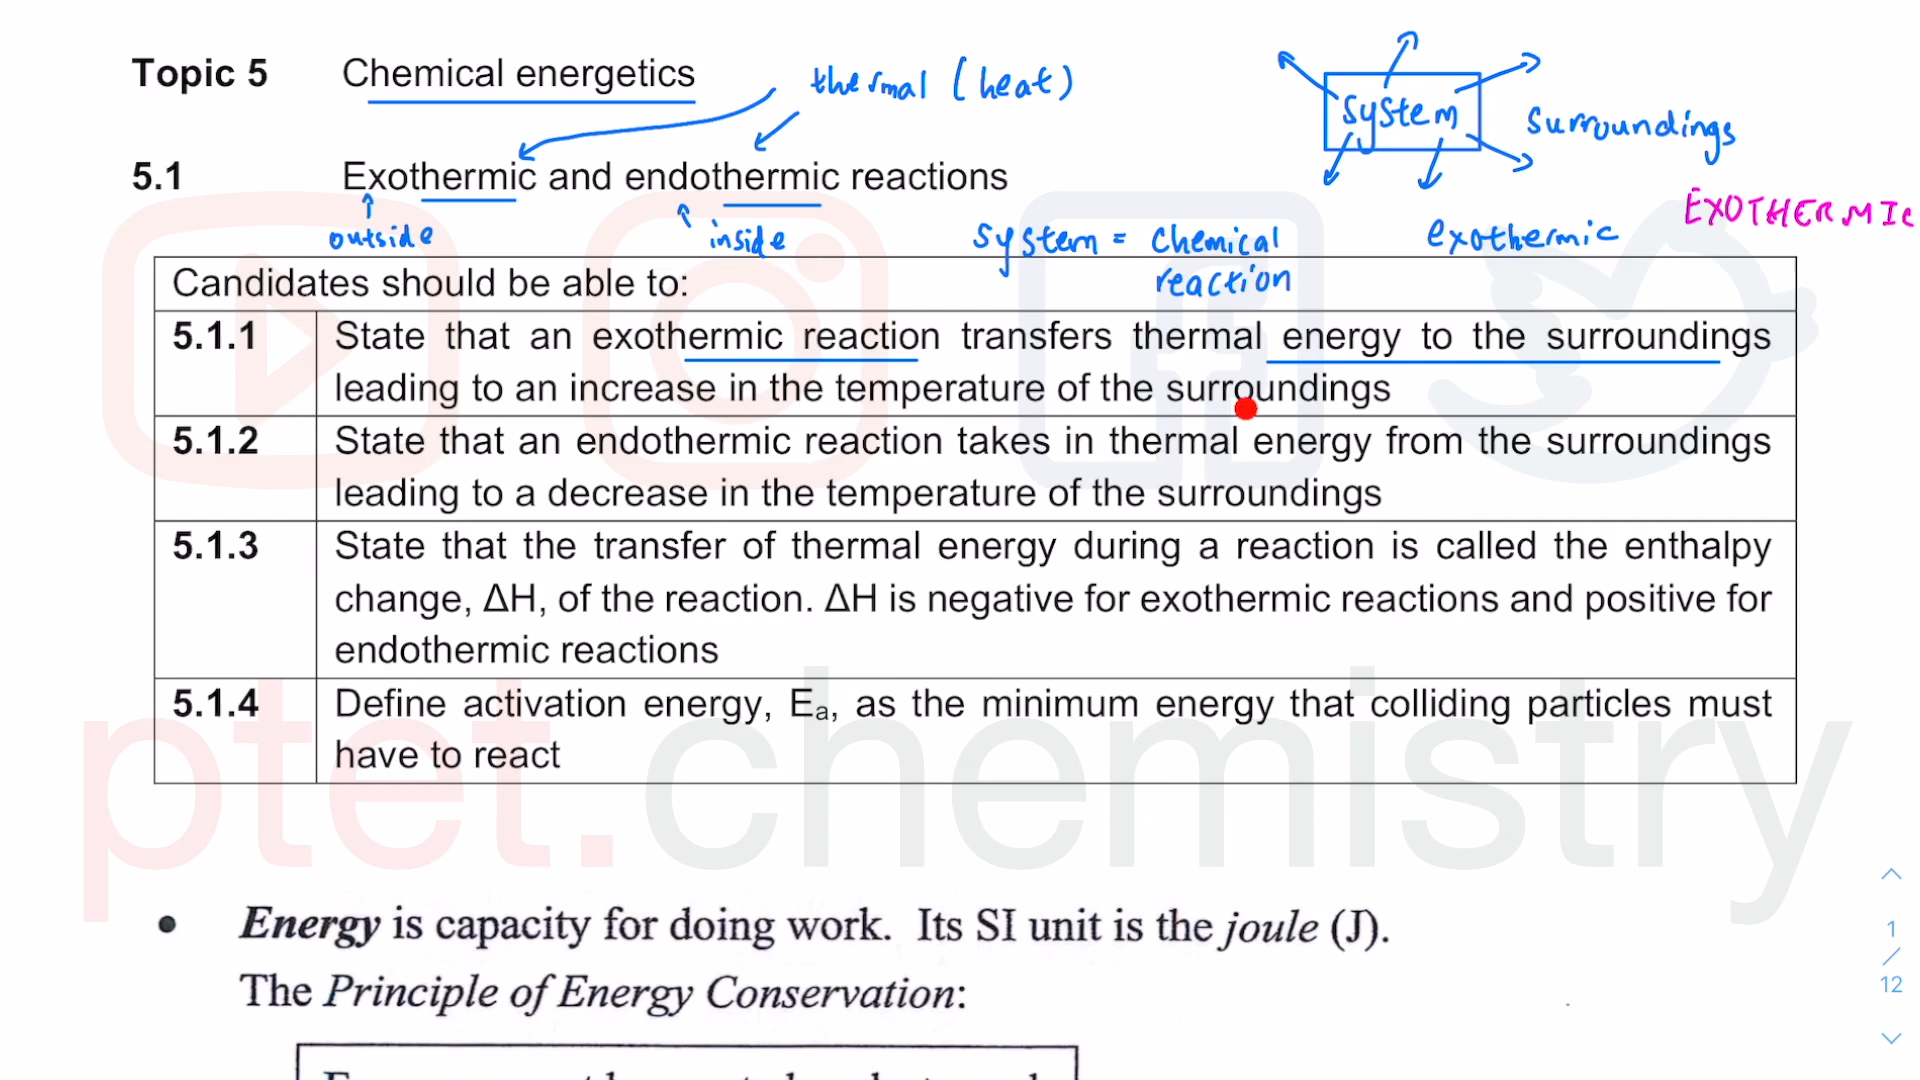 Topic 5 Chemical energetics
thermal (heat)
system
surroundings
5.1 Exothermic and endothermic reactions
outside
inside
system = chemical
reaction
exothermic
EXOTHERMIC
Candidates should be able to:
5.1.1 State that an exothermic reaction transfers thermal energy to the surroundings
leading to an increase in the temperature of the surroundings
5.1.2 State that an endothermic reaction takes in thermal energy from the surroundings
leading to a decrease in the temperature of the surroundings
5.1.3 State that the transfer of thermal energy during a reaction is called the enthalpy
change, ΔH, of the reaction. ΔH is negative for exothermic reactions and positive for
endothermic reactions
5.1.4 Define activation energy, Eₐ, as the minimum energy that colliding particles must
have to react
ptet.chemistry
• Energy is capacity for doing work. Its SI unit is the joule (J).
The Principle of Energy Conservation:
1
/
12